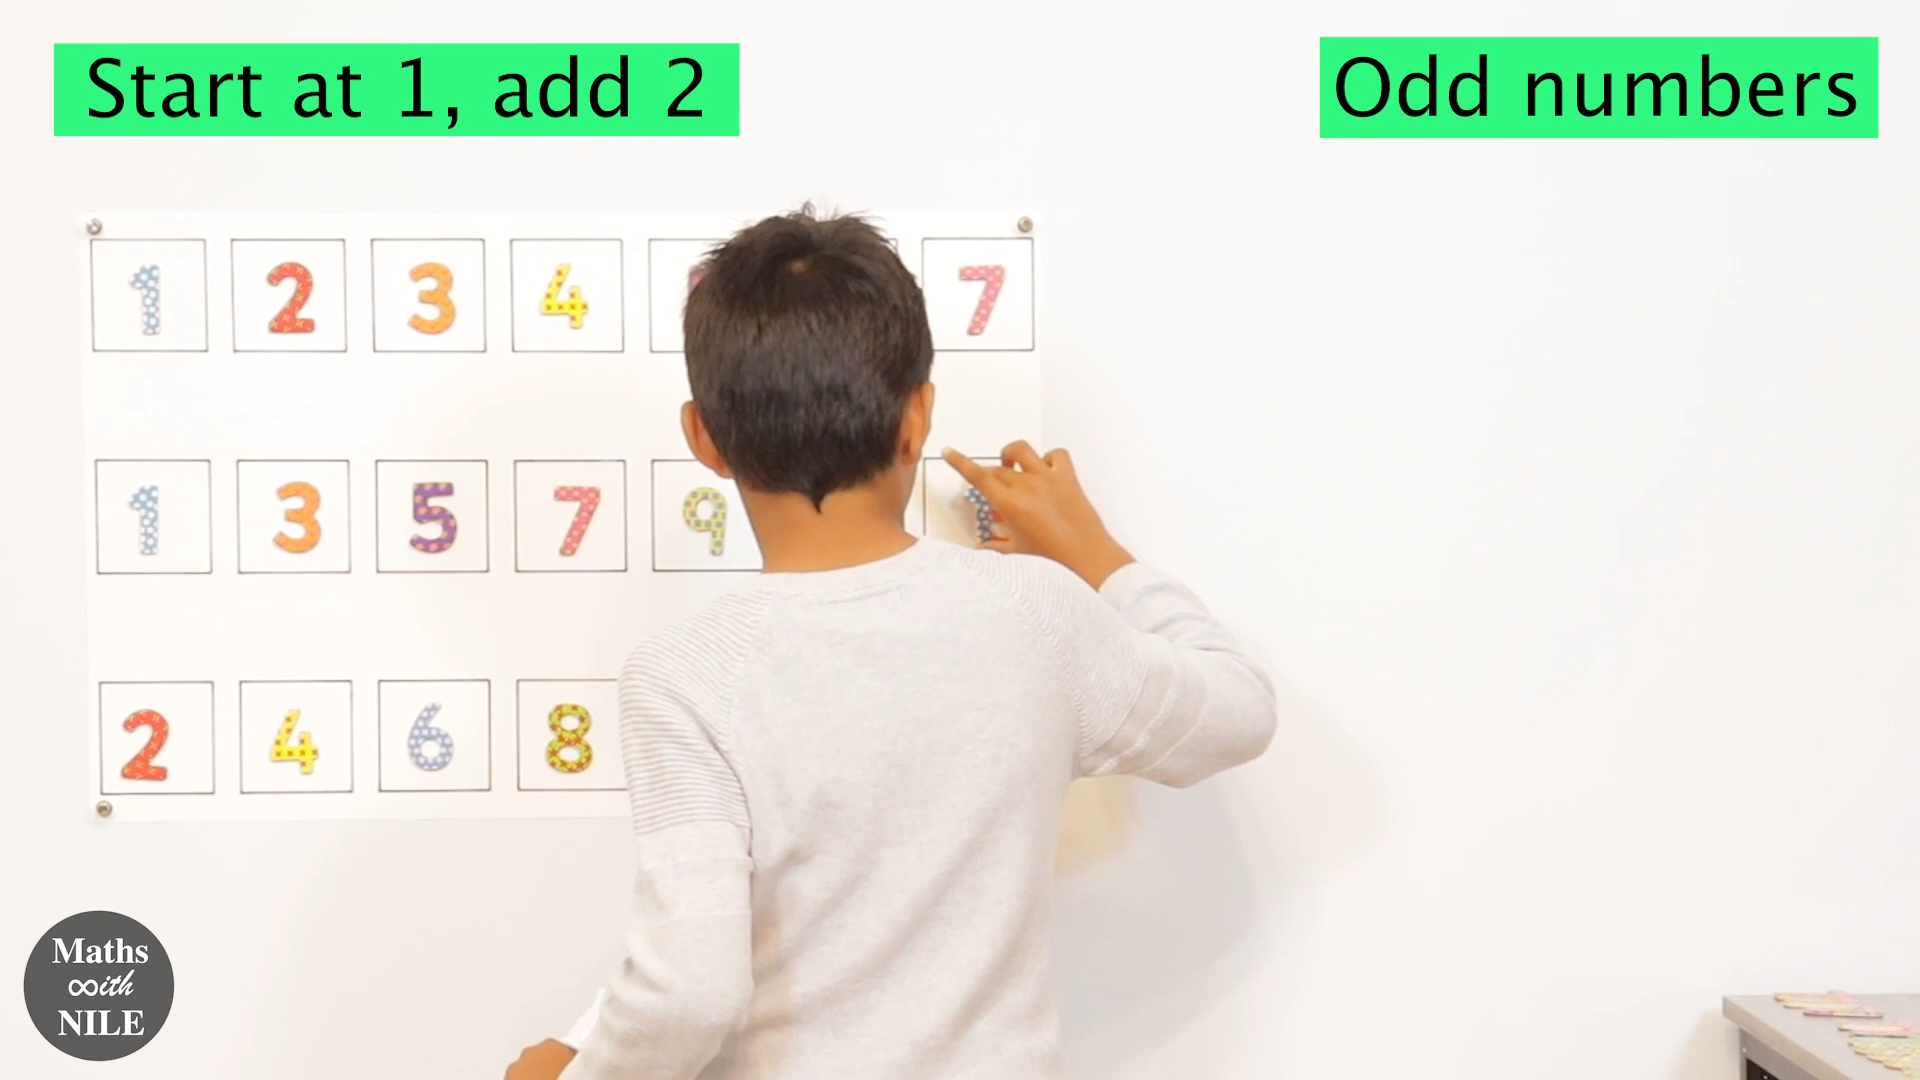 Start at 1, add 2
Odd numbers
1 2 3 4 7
1 3 5 7 9 1
2 4 6 8
Maths
with
NILE